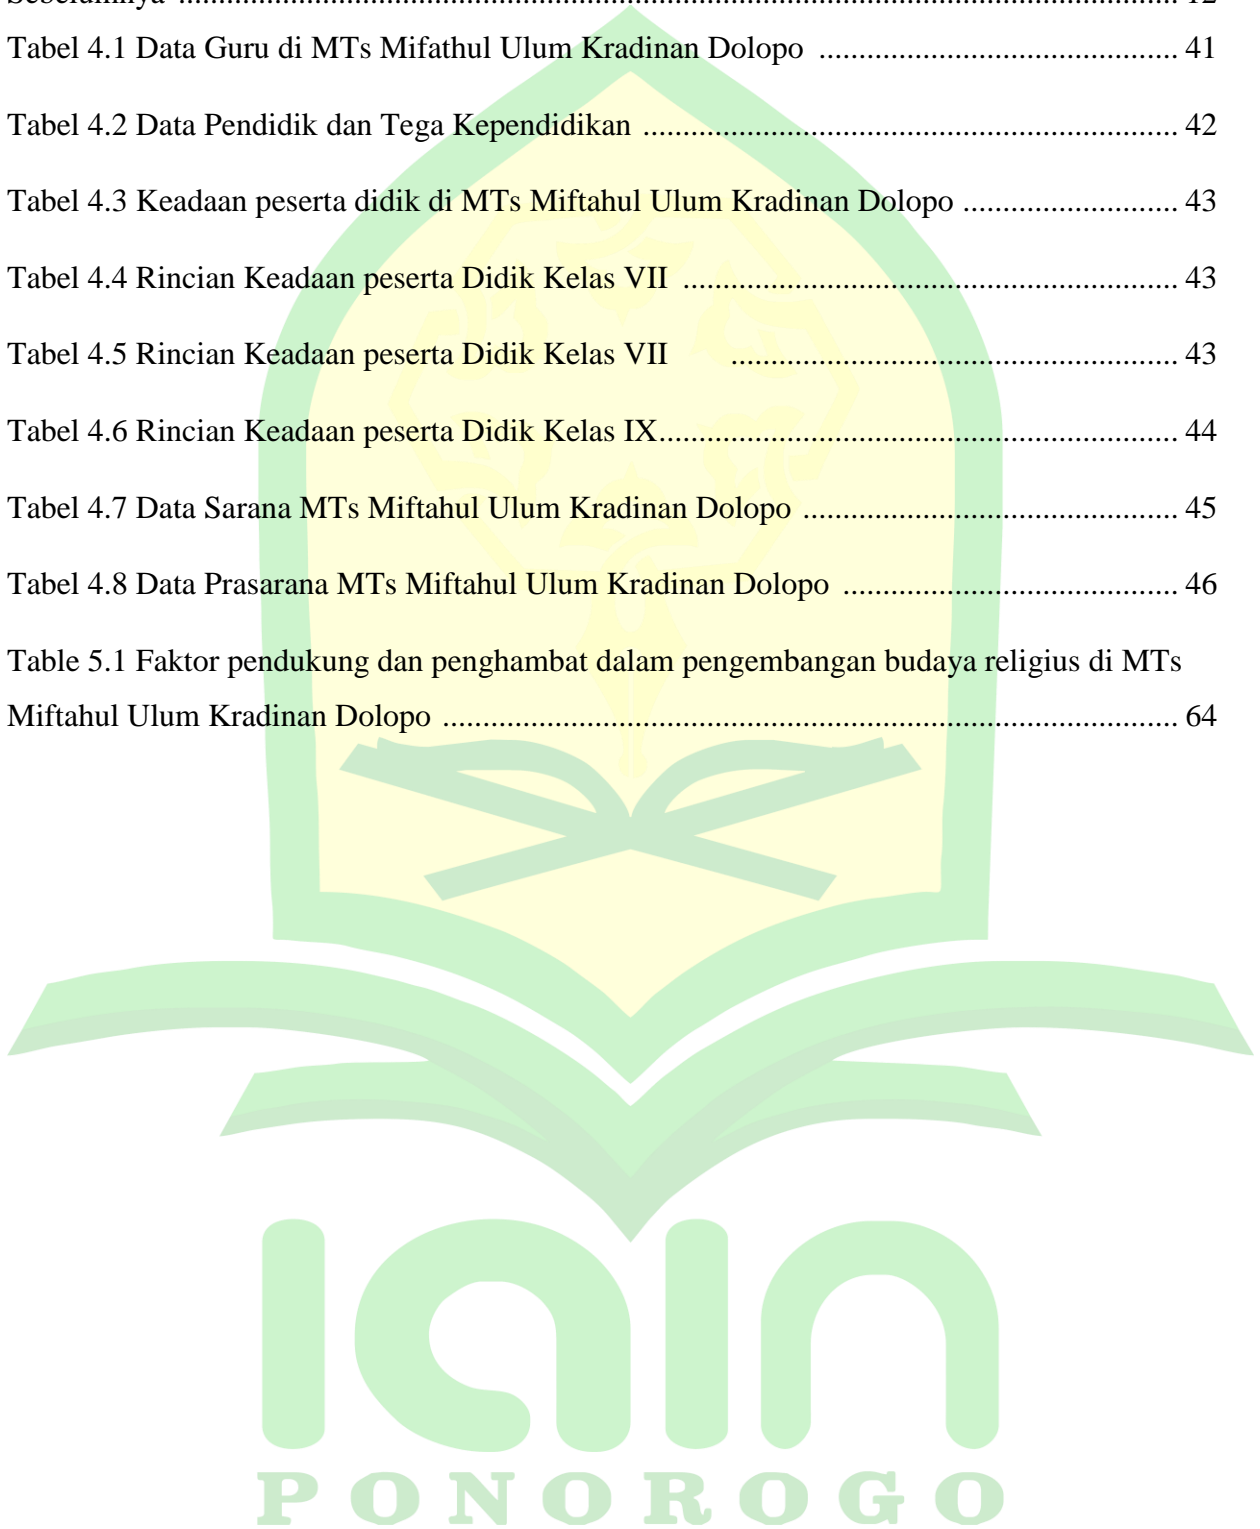 Tabel 4.1 Data Guru di MTs Mifathul Ulum Kradinan Dolopo ............................................. 41
Tabel 4.2 Data Pendidik dan Tega Kependidikan ................................................................... 42
Tabel 4.3 Keadaan peserta didik di MTs Miftahul Ulum Kradinan Dolopo ........................... 43
Tabel 4.4 Rincian Keadaan peserta Didik Kelas VII .............................................................. 43
Tabel 4.5 Rincian Keadaan peserta Didik Kelas VII ........................................................ 43
Tabel 4.6 Rincian Keadaan peserta Didik Kelas IX................................................................. 44
Tabel 4.7 Data Sarana MTs Miftahul Ulum Kradinan Dolopo ............................................... 45
Tabel 4.8 Data Prasarana MTs Miftahul Ulum Kradinan Dolopo .......................................... 46
Table 5.1 Faktor pendukung dan penghambat dalam pengembangan budaya religius di MTs
Miftahul Ulum Kradinan Dolopo ............................................................................................ 64
iain
PONOROGO